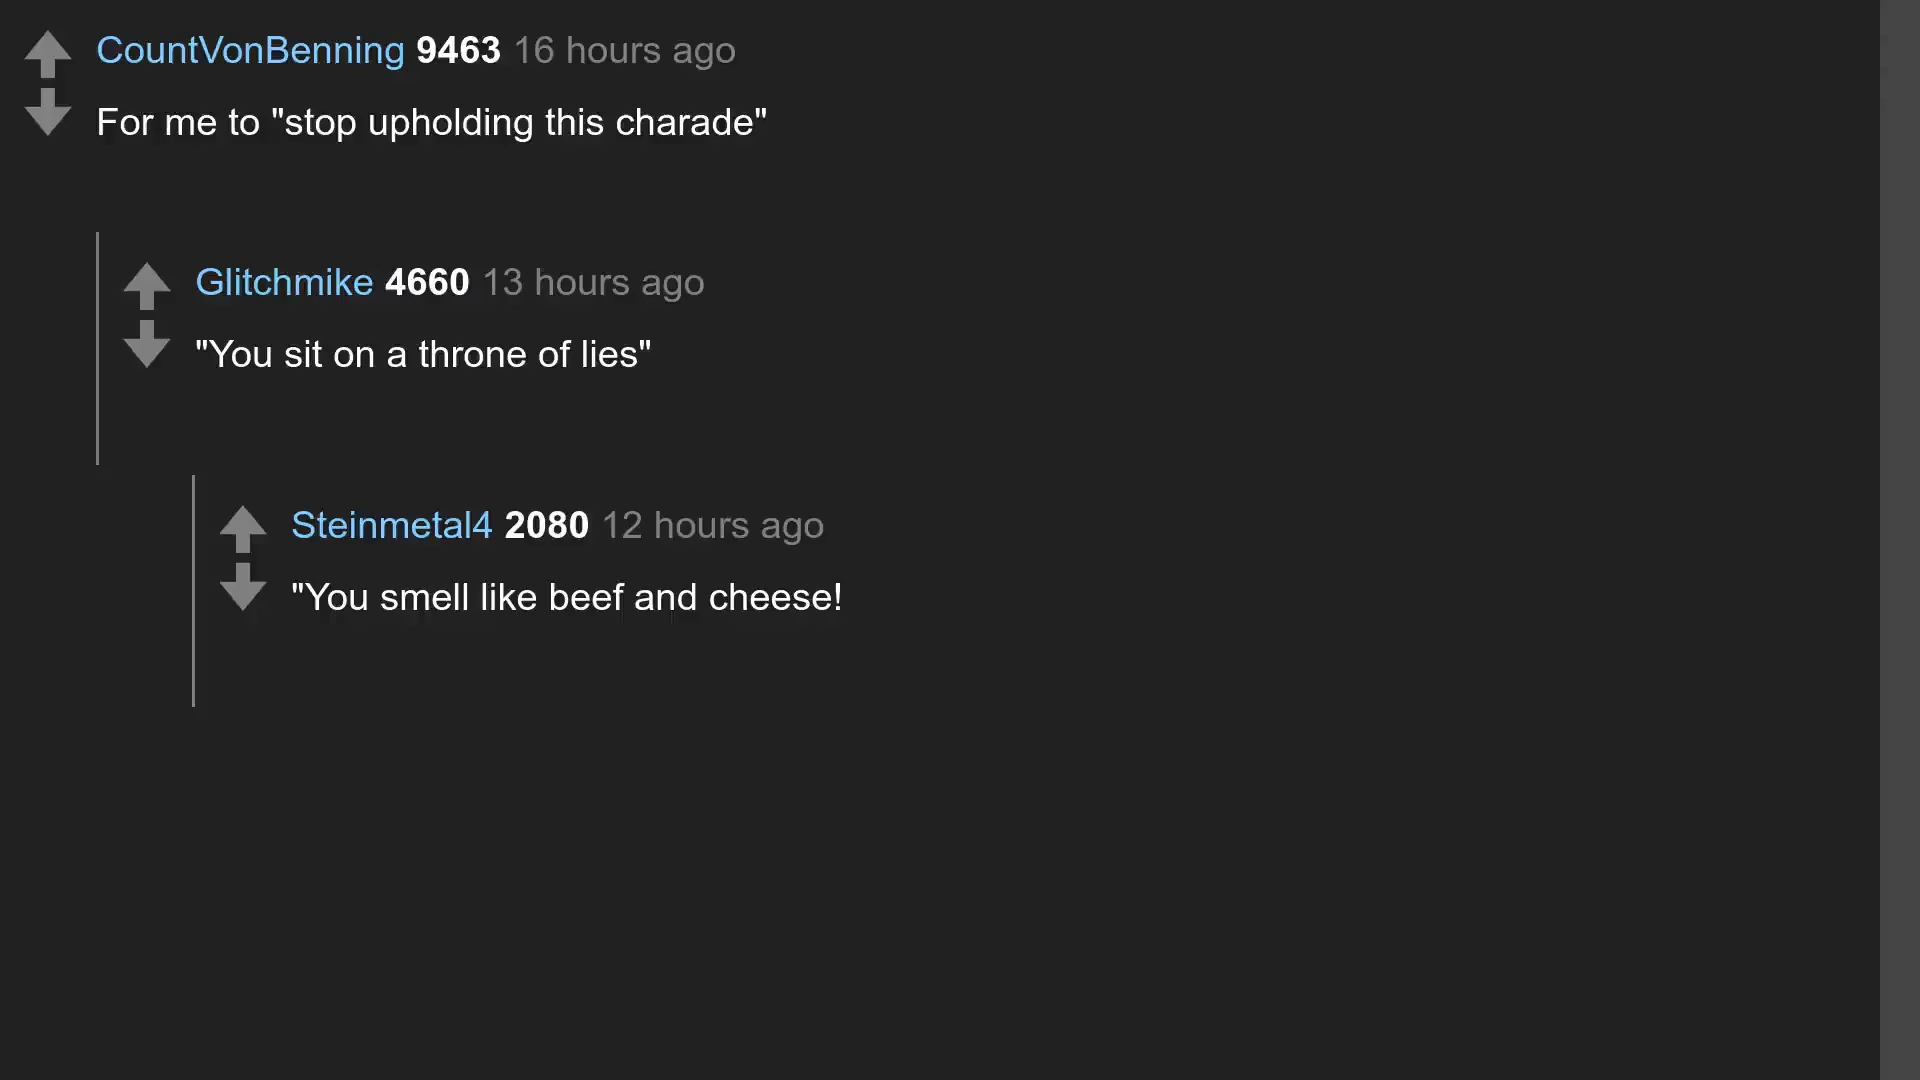 CountVonBenning 9463 16 hours ago
For me to "stop upholding this charade"
Glitchmike 4660 13 hours ago
"You sit on a throne of lies"
Steinmetal4 2080 12 hours ago
"You smell like beef and cheese!